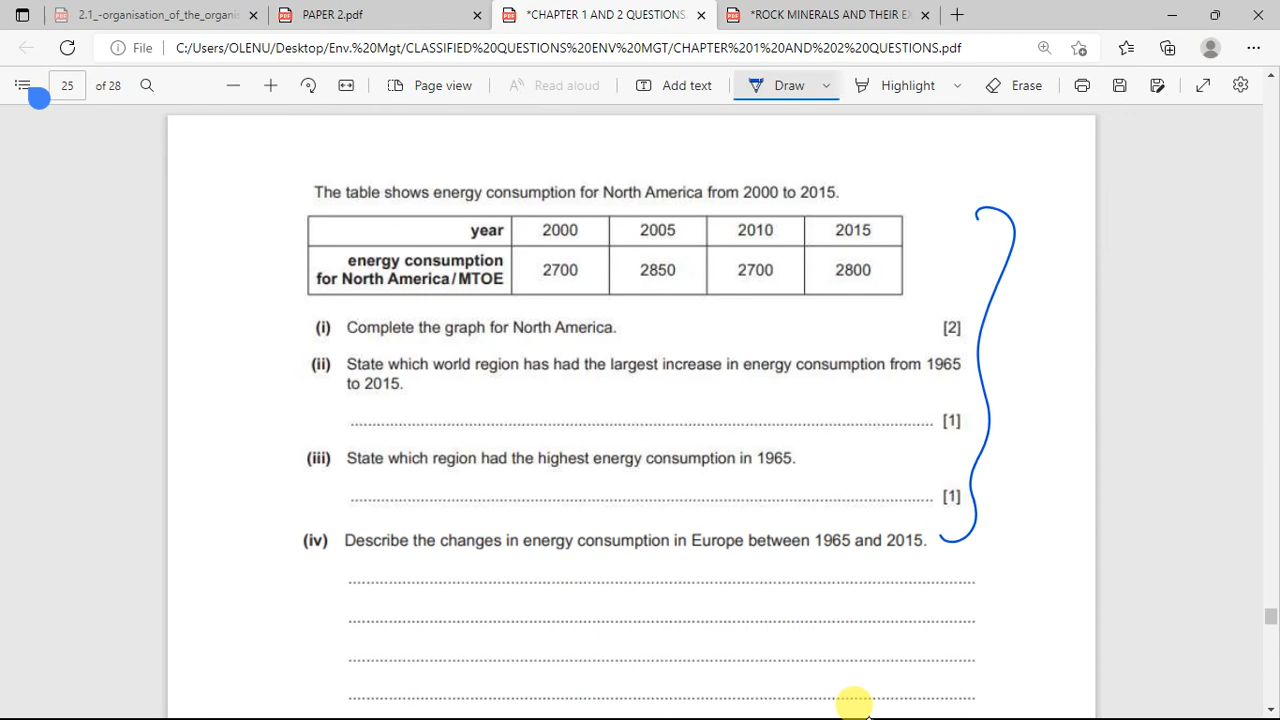 2.1_-organisation_of_the_organi
PAPER 2.pdf
*CHAPTER 1 AND 2 QUESTIONS
*ROCK MINERALS AND THEIR E
File
C:/Users/OLENU/Desktop/Env.%20Mgt/CLASSIFIED%20QUESTIONS%20ENV%20MGT/CHAPTER%201%20AND%202%20QUESTIONS.pdf
25 of 28
Page view
Read aloud
Add text
Draw
Highlight
Erase
The table shows energy consumption for North America from 2000 to 2015.
year 2000 2005 2010 2015
energy consumption
for North America/MTOE 2700 2850 2700 2800
(i) Complete the graph for North America. [2]
(ii) State which world region has had the largest increase in energy consumption from 1965
to 2015.
[1]
(iii) State which region had the highest energy consumption in 1965.
[1]
(iv) Describe the changes in energy consumption in Europe between 1965 and 2015.